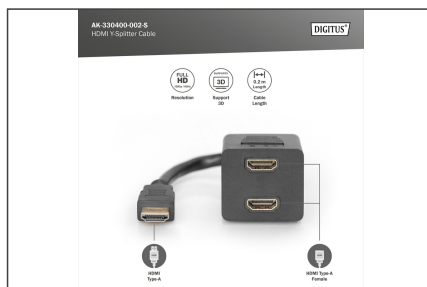 AK-330400-002-S
HDMI Y-Splitter Cable
DIGITUS®
FULL
HD
Resolution
3D
Support
3D
0.2 m
Length
Cable
Length
HDMI
Type-A
HDMI Type-A
Female